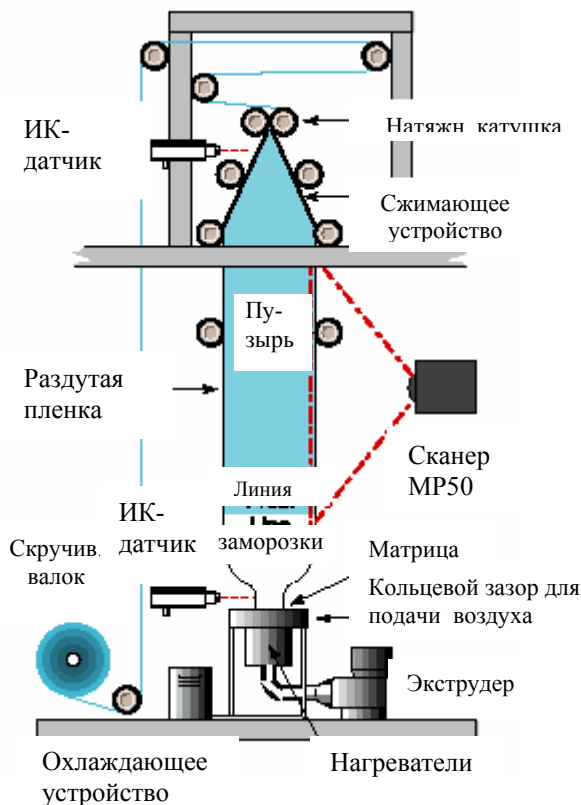 ИК-
датчик
Натяжн. катушка
Сжимающее
устройство
Пу-
зырь
Раздутая
пленка
Сканер
MP50
Линия
заморозки
ИК-
датчик
Скручив.
валок
Матрица
Кольцевой зазор для
подачи воздуха
Экструдер
Охлаждающее
устройство
Нагреватели